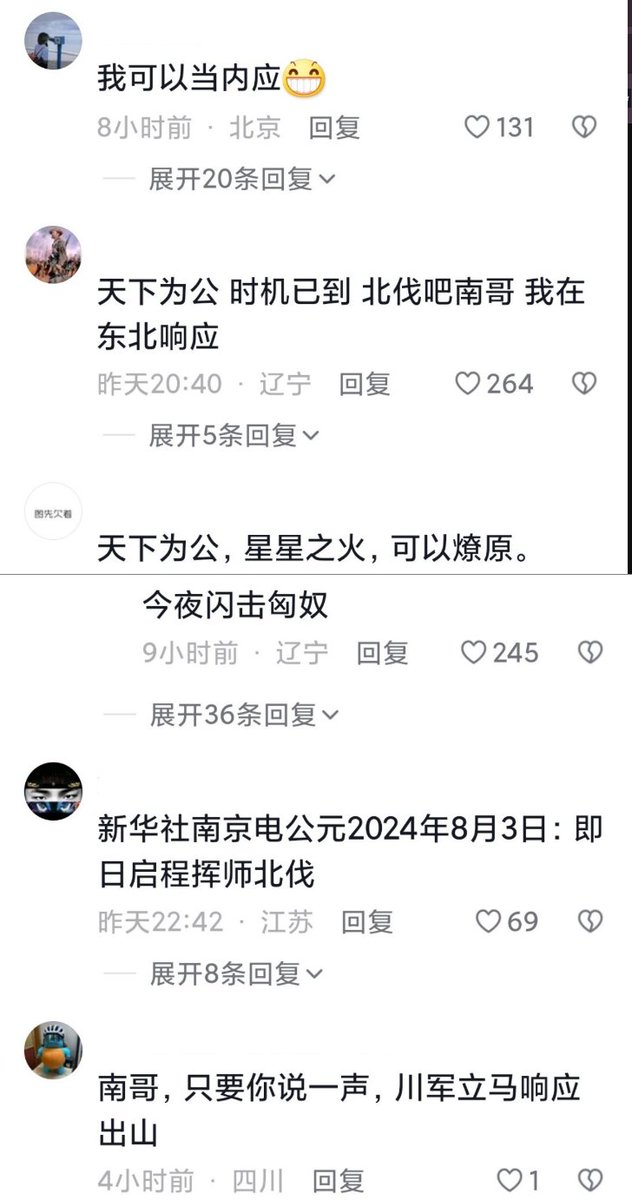 我可以当内应😁
8小时前 · 北京 回复 131
展开20条回复
天下为公 时机已到 北伐吧南哥 我在
东北响应
昨天20:40 · 辽宁 回复 264
展开5条回复
图先欠着
天下为公，星星之火，可以燎原。
今夜闪击匈奴
9小时前 · 辽宁 回复 245
展开36条回复
新华社南京电公元2024年8月3日：即
日启程挥师北伐
昨天22:42 · 江苏 回复 69
展开8条回复
南哥，只要你说一声，川军立马响应
出山
4小时前 · 四川 回复 1